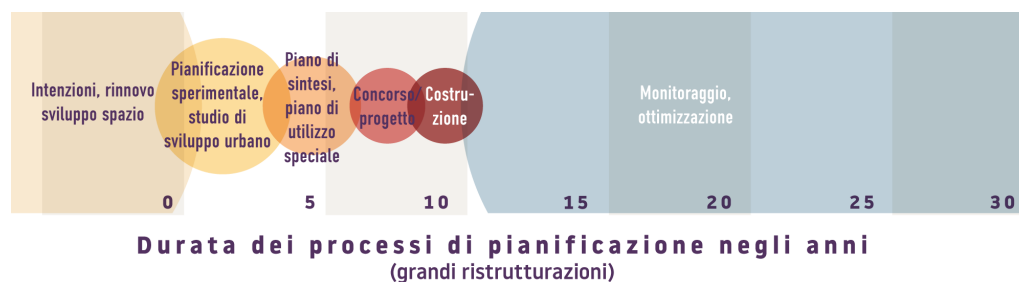 Intenzioni, rinnovo
sviluppo spazio
Pianificazione
sperimentale,
studio di
sviluppo urbano
Piano di
sintesi,
piano di
utilizzo
speciale
Concorso/
progetto
Costru-
zione
Monitoraggio,
ottimizzazione
0
5
10
15
20
25
30
Durata dei processi di pianificazione negli anni
(grandi ristrutturazioni)